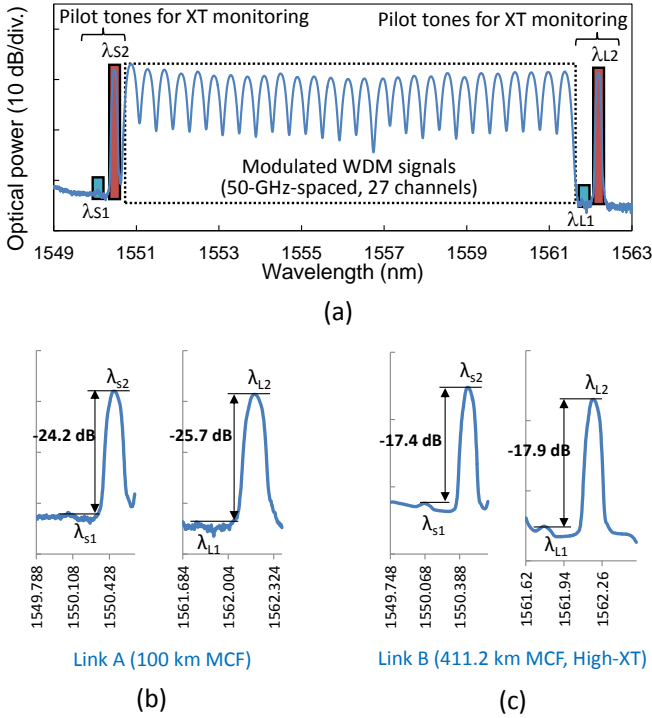 Pilot tones for XT monitoring
Pilot tones for XT monitoring
λS2
λL2
Optical power (10 dB/div.)
Modulated WDM signals
(50-GHz-spaced, 27 channels)
λS1
λL1
1549 1551 1553 1555 1557 1559 1561 1563
Wavelength (nm)
(a)
λs2
λL2
λs2
λL2
-24.2 dB
-25.7 dB
-17.4 dB
-17.9 dB
λs1
λL1
λs1
λL1
1549.788 1550.108 1550.428
1561.684 1562.004 1562.324
1549.748 1550.068 1550.388
1561.62 1561.94 1562.26
Link A (100 km MCF)
Link B (411.2 km MCF, High-XT)
(b)
(c)